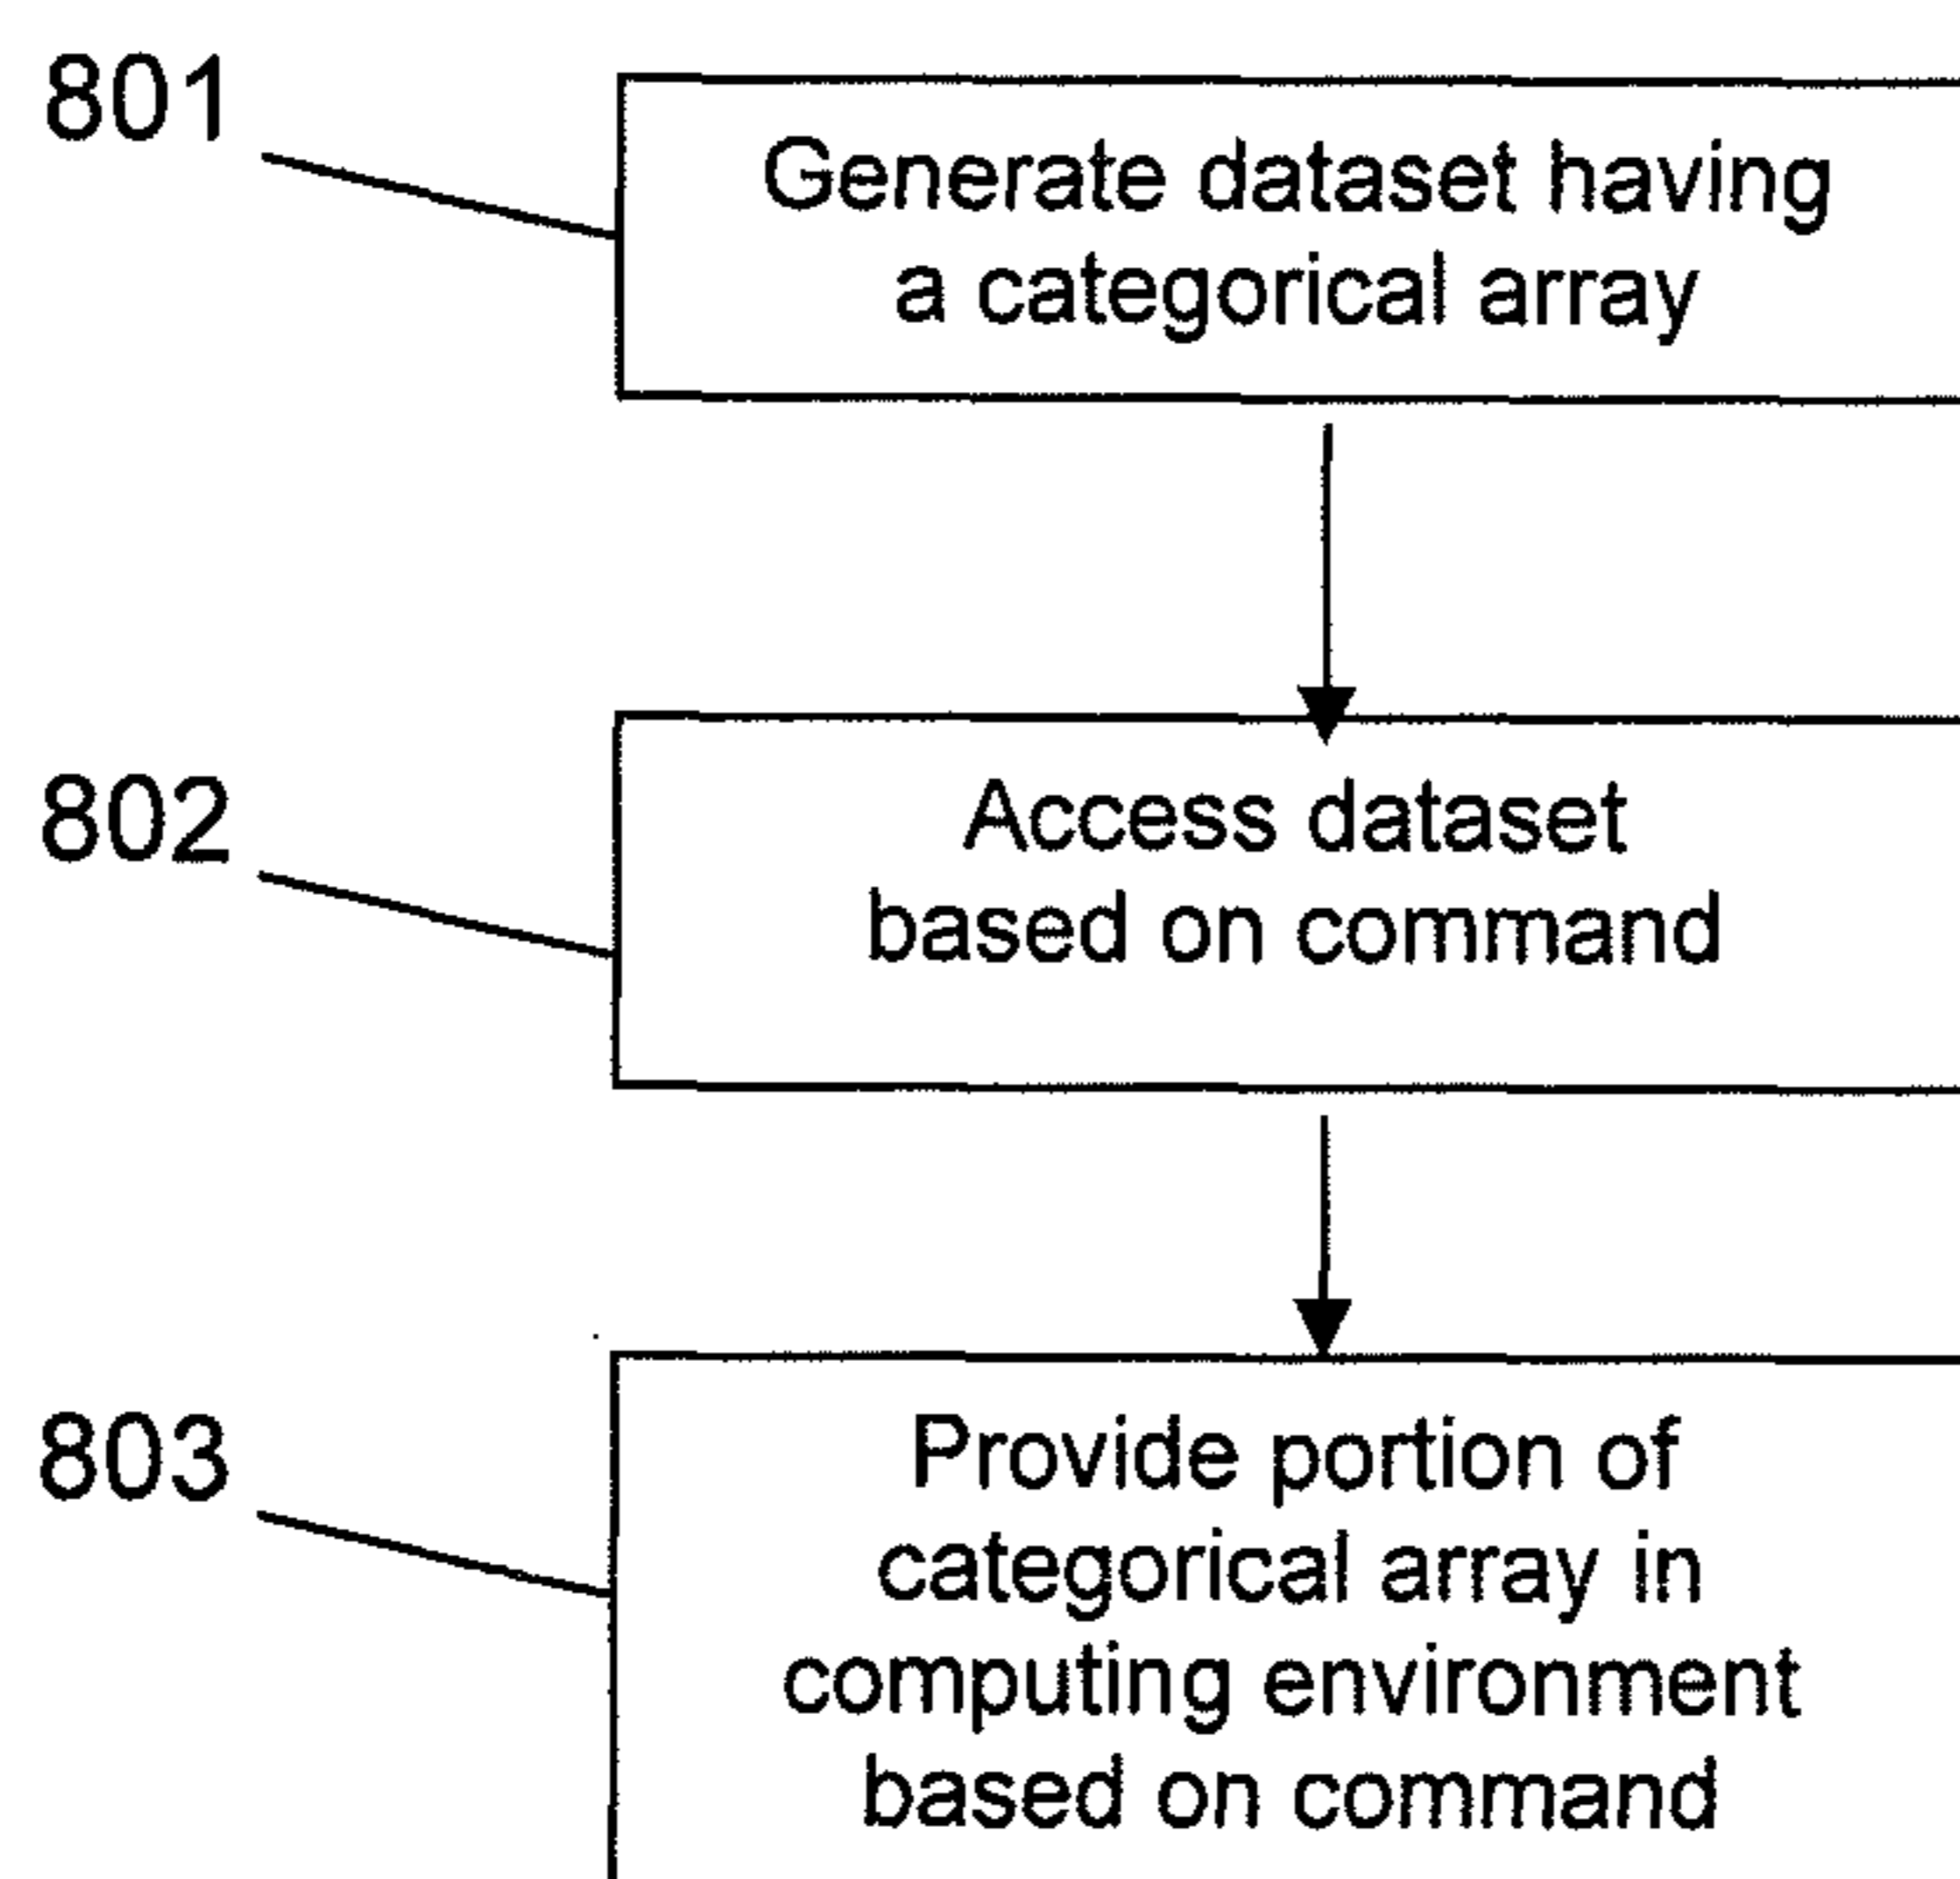 801
Generate dataset having
a categorical array
802
Access dataset
based on command
803
Provide portion of
categorical array in
computing environment
based on command